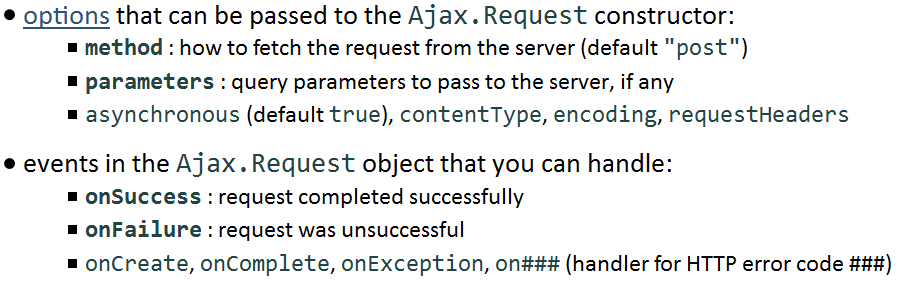 • options that can be passed to the Ajax.Request constructor:
▪ method : how to fetch the request from the server (default "post")
▪ parameters : query parameters to pass to the server, if any
▪ asynchronous (default true), contentType, encoding, requestHeaders
• events in the Ajax.Request object that you can handle:
▪ onSuccess : request completed successfully
▪ onFailure : request was unsuccessful
▪ onCreate, onComplete, onException, on### (handler for HTTP error code ###)